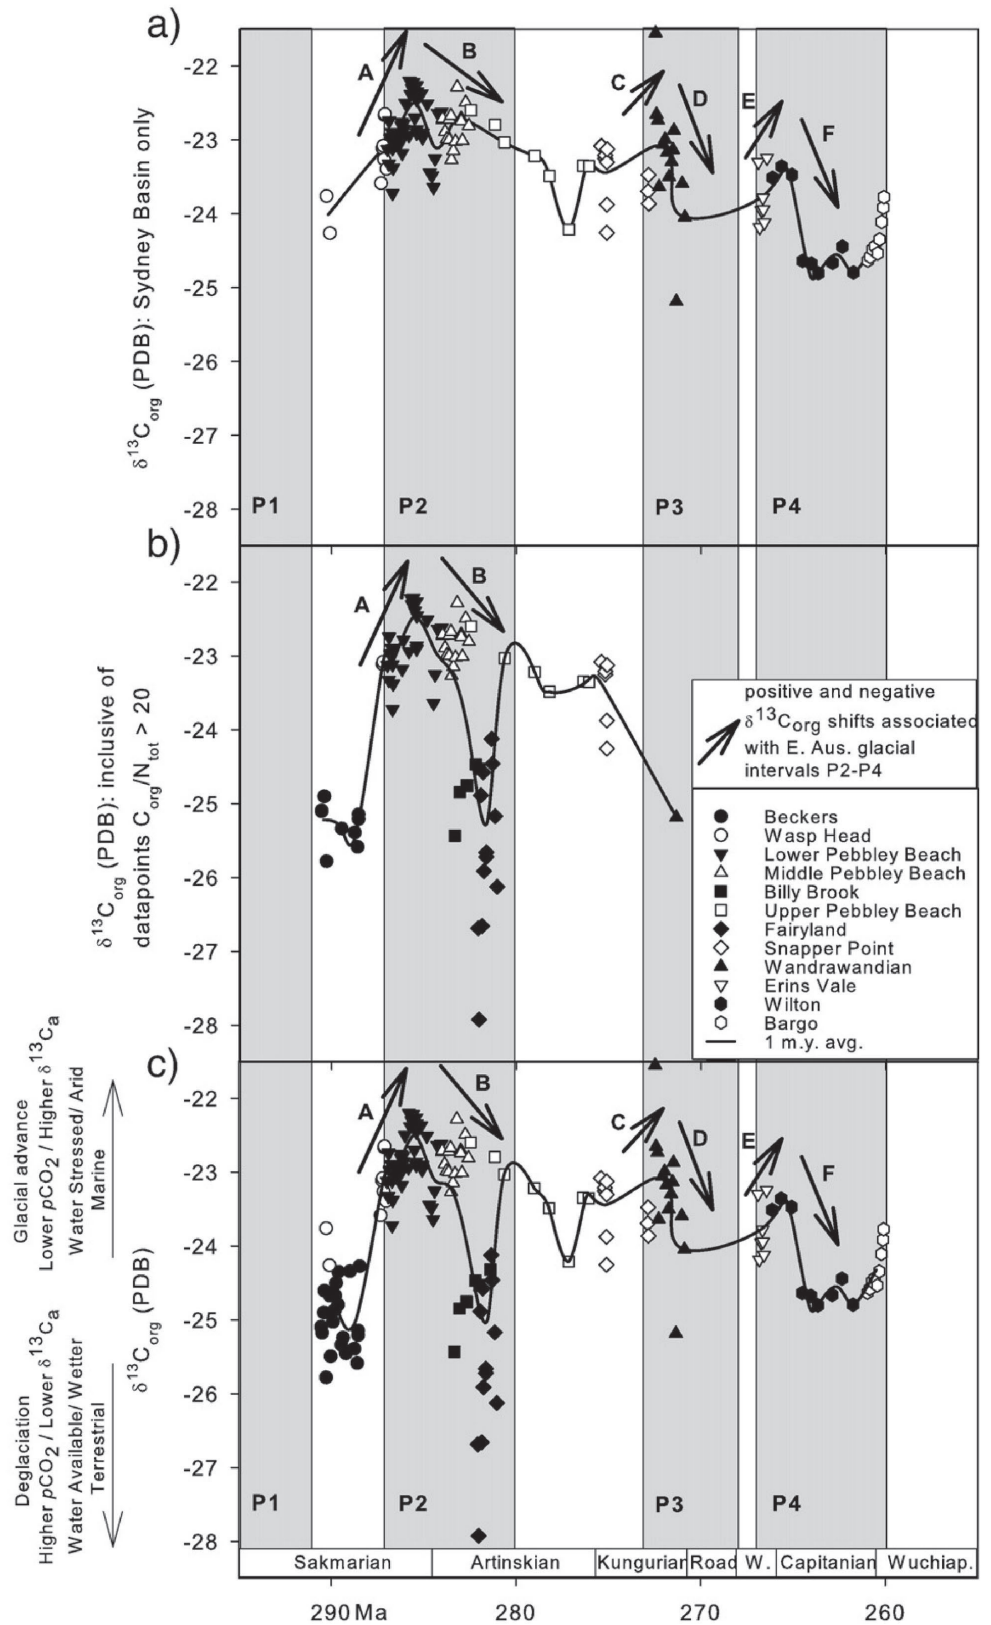 a)
A
B
C
D
E
F
-22
-23
-24
-25
-26
-27
-28
δ13Corg (PDB): Sydney Basin only
P1
P2
P3
P4
b)
A
B
-22
-23
-24
-25
-26
-27
-28
δ13Corg (PDB): inclusive of
datapoints Corg/Ntot > 20
positive and negative
δ13Corg shifts associated
with E. Aus. glacial
intervals P2-P4
Beckers
Wasp Head
Lower Pebbley Beach
Middle Pebbley Beach
Billy Brook
Upper Pebbley Beach
Fairyland
Snapper Point
Wandrawandian
Erins Vale
Wilton
Bargo
1 m.y. avg.
c)
A
B
C
D
E
F
-22
-23
-24
-25
-26
-27
-28
Glacial advance
Lower pCO2 / Higher δ13Ca
Water Stressed/ Arid
Marine
Deglaciation
Higher pCO2 / Lower δ13Ca
Water Available/ Wetter
Terrestrial
δ13Corg (PDB)
P1
P2
P3
P4
Sakmarian
Artinskian
Kungurian
Road
W.
Capitanian
Wuchiap.
290 Ma
280
270
260